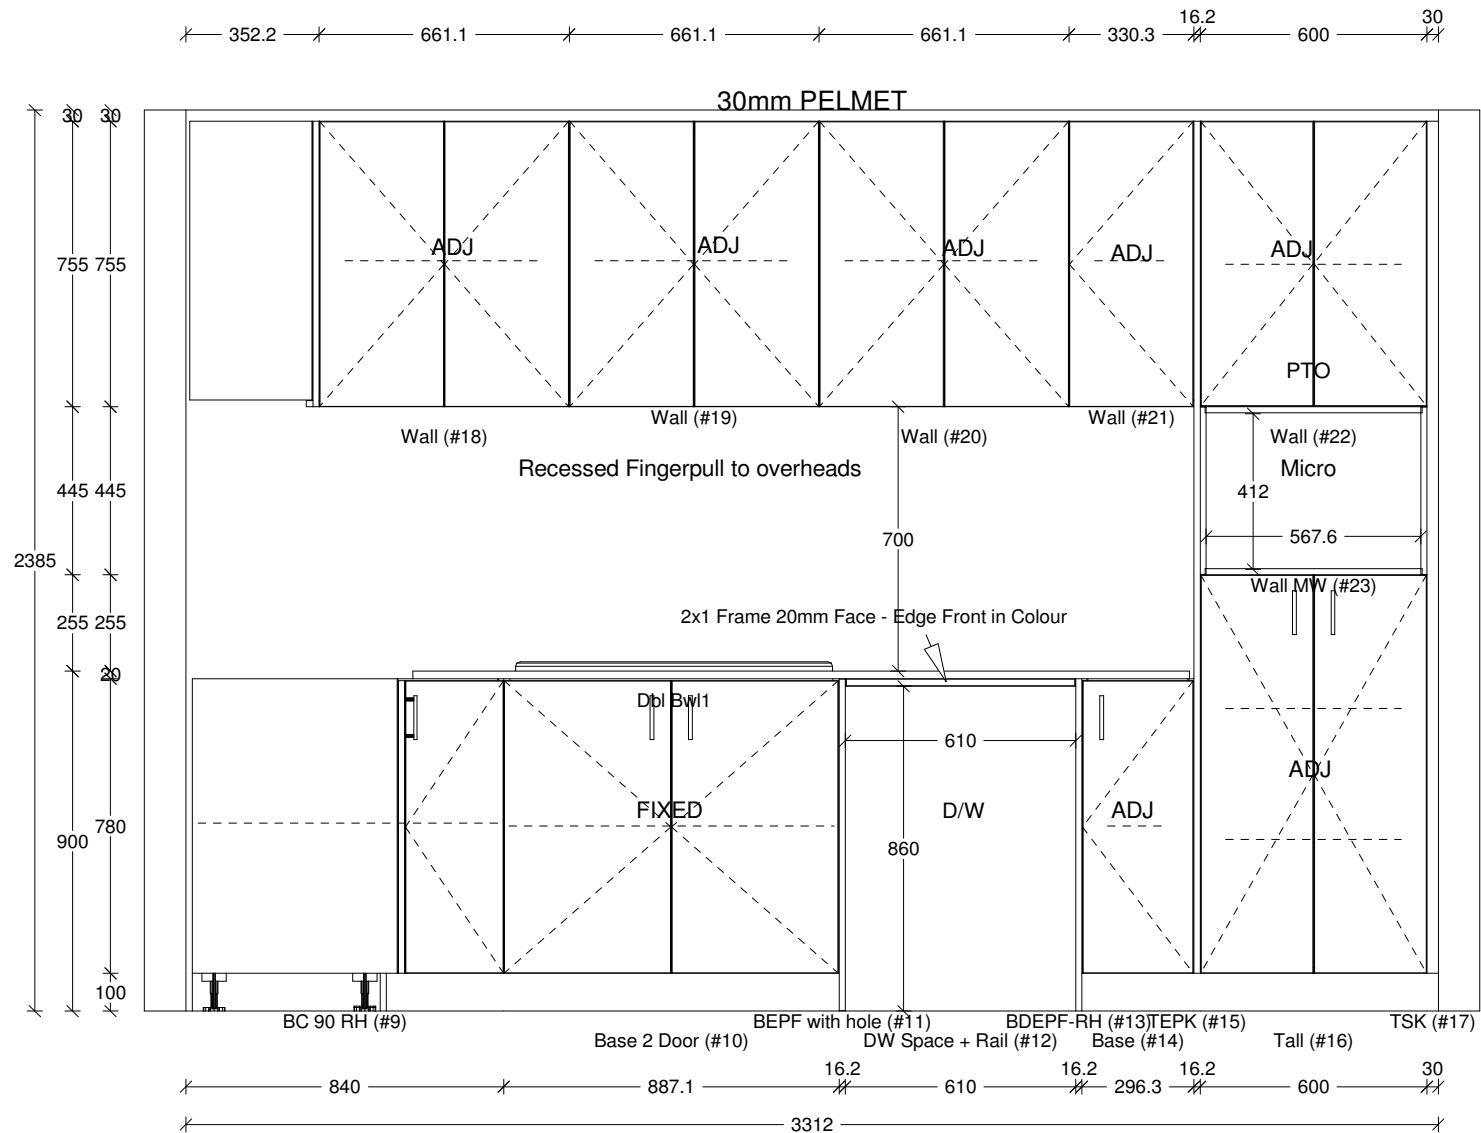 16.2 30
352.2 661.1 661.1 661.1 330.3 600
30mm PELMET
30 30
ADJ ADJ ADJ ADJ ADJ
755 755
PTO
Wall (#19) Wall (#21)
Wall (#18) Wall (#20) Wall (#22)
Recessed Fingerpull to overheads Micro
445 445 412
700 567.6
2385
Wall MW (#23)
255 255 2x1 Frame 20mm Face - Edge Front in Colour
20
Dbl Bwl1
610
ADJ
FIXED D/W ADJ
900 780 860
100
BC 90 RH (#9) BEPF with hole (#11) BDEPF-RH (#13) TEPK (#15) TSK (#17)
Base 2 Door (#10) DW Space + Rail (#12) Base (#14) Tall (#16)
16.2 16.2 16.2 30
840 887.1 610 296.3 600
3312